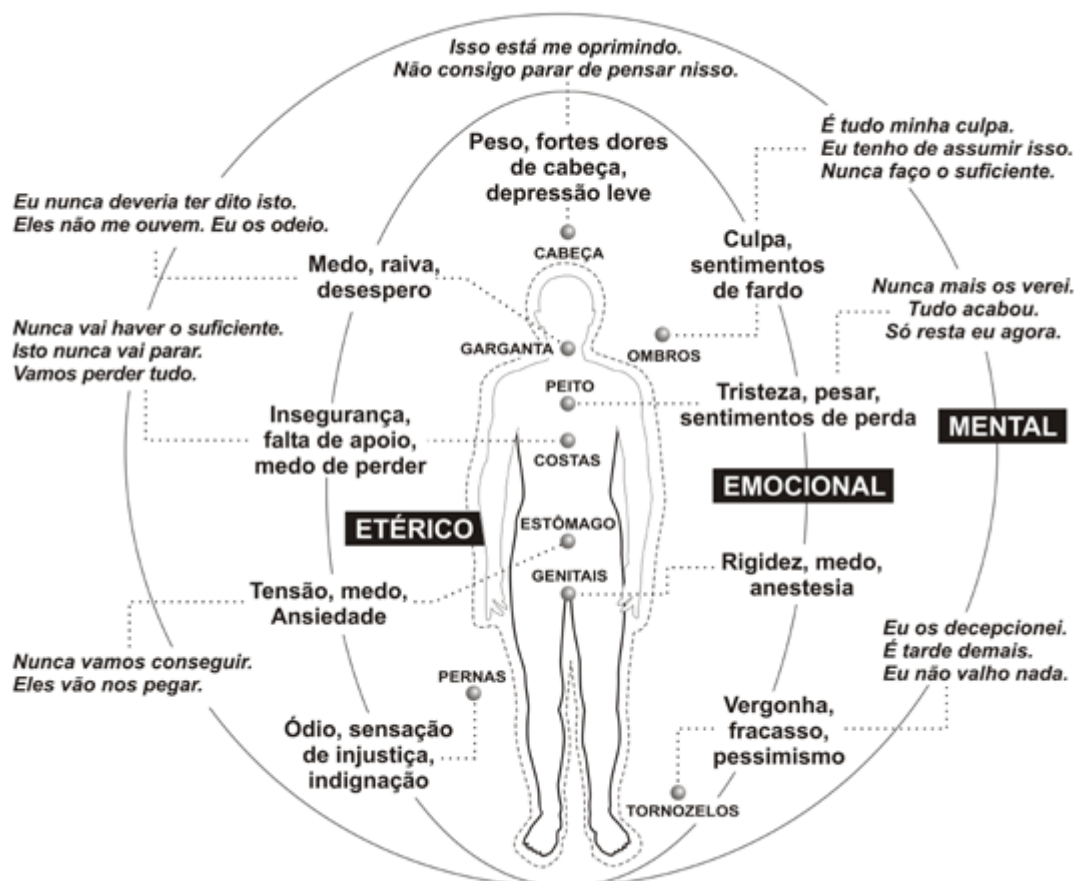 Isso está me oprimindo.
Não consigo parar de pensar nisso.
Peso, fortes dores
de cabeça,
depressão leve
CABEÇA
É tudo minha culpa.
Eu tenho de assumir isso.
Nunca faço o suficiente.
Culpa,
sentimentos
de fardo
OMBROS
Eu nunca deveria ter dito isto.
Eles não me ouvem. Eu os odeio.
Medo, raiva,
desespero
GARGANTA
Nunca mais os verei.
Tudo acabou.
Só resta eu agora.
Tristeza, pesar,
sentimentos de perda
PEITO
MENTAL
Nunca vai haver o suficiente.
Isto nunca vai parar.
Vamos perder tudo.
Insegurança,
falta de apoio,
medo de perder
COSTAS
EMOCIONAL
ETÉRICO
ESTÔMAGO
Tensão, medo,
Ansiedade
Nunca vamos conseguir.
Eles vão nos pegar.
GENITAIS
Rigidez, medo,
anestesia
PERNAS
Ódio, sensação
de injustiça,
indignação
Eu os decepcionei.
É tarde demais.
Eu não valho nada.
Vergonha,
fracasso,
pessimismo
TORNOZELOS